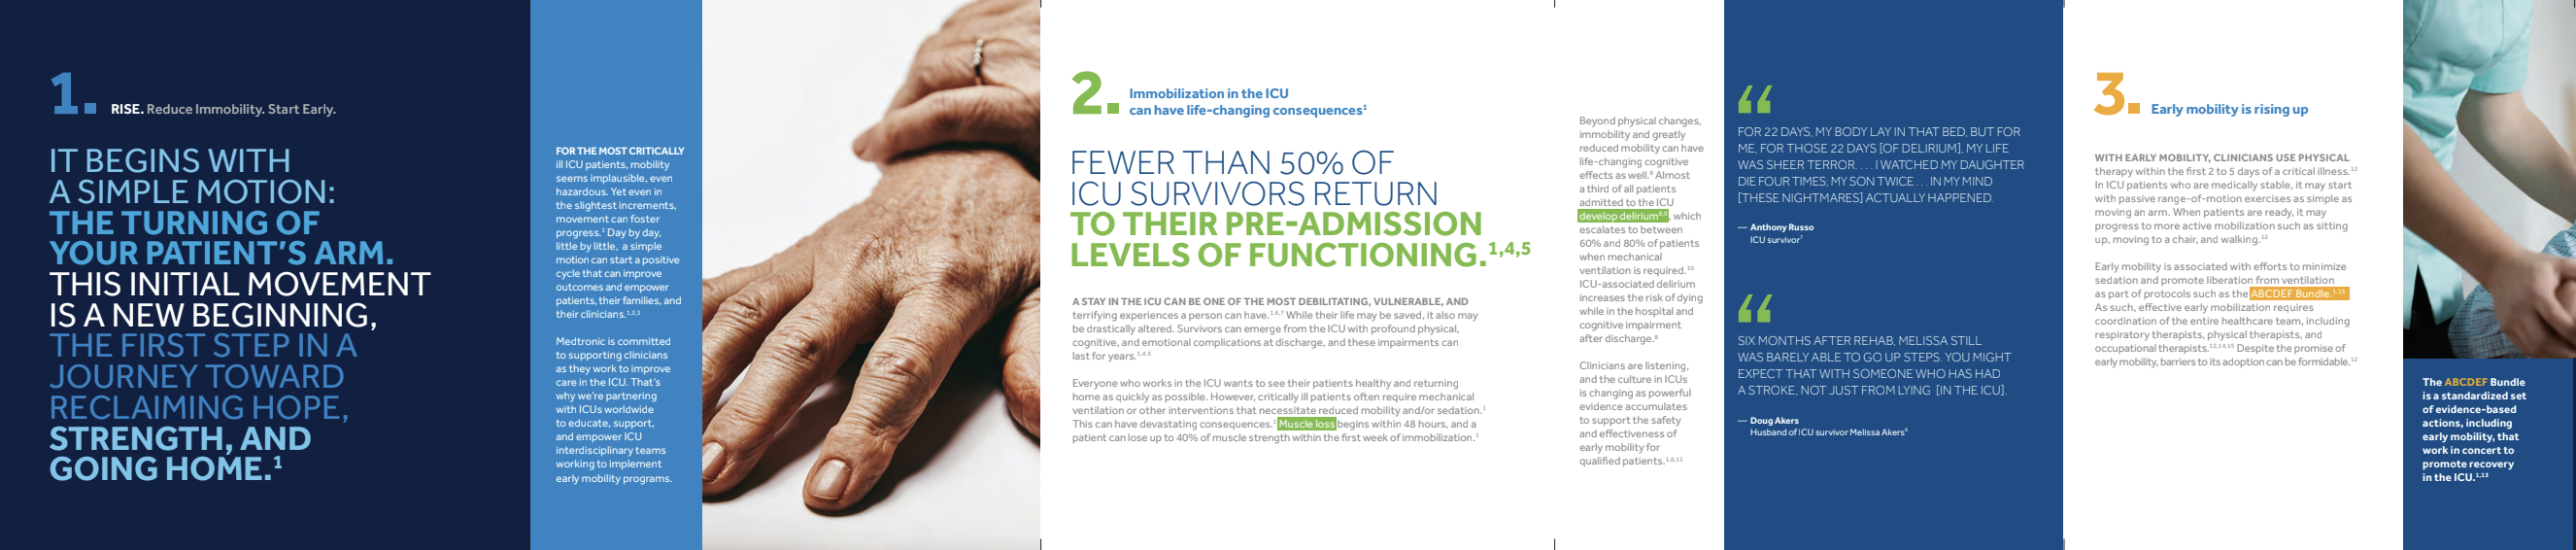 1.
RISE. Reduce Immobility. Start Early.
IT BEGINS WITH
A SIMPLE MOTION:
THE TURNING OF
YOUR PATIENT'S ARM.
THIS INITIAL MOVEMENT
IS A NEW BEGINNING,
THE FIRST STEP IN A
JOURNEY TOWARD
RECLAIMING HOPE,
STRENGTH, AND
GOING HOME.1
FOR THE MOST CRITICALLY
ill ICU patients, mobility
seems implausible, even
hazardous. Yet even in
the slightest increments,
movement can foster
progress.1 Day by day,
little by little, a simple
motion can start a positive
cycle that can improve
outcomes and empower
patients, their families, and
their clinicians.1,2,3
Medtronic is committed
to supporting clinicians
as they work to improve
care in the ICU. That's
why we're partnering
with ICUs worldwide
to educate, support,
and empower ICU
interdisciplinary teams
working to implement
early mobility programs.
2.
Immobilization in the ICU
can have life-changing consequences1
FEWER THAN 50% OF
ICU SURVIVORS RETURN
TO THEIR PRE-ADMISSION
LEVELS OF FUNCTIONING.1,4,5
A STAY IN THE ICU CAN BE ONE OF THE MOST DEBILITATING, VULNERABLE, AND
terrifying experiences a person can have.1,6,7 While their life may be saved, it also may
be drastically altered. Survivors can emerge from the ICU with profound physical,
cognitive, and emotional complications at discharge, and these impairments can
last for years.1,4,5
Everyone who works in the ICU wants to see their patients healthy and returning
home as quickly as possible. However, critically ill patients often require mechanical
ventilation or other interventions that necessitate reduced mobility and/or sedation.1
This can have devastating consequences.1 Muscle loss begins within 48 hours, and a
patient can lose up to 40% of muscle strength within the first week of immobilization.1
Beyond physical changes,
immobility and greatly
reduced mobility can have
life-changing cognitive
effects as well.8 Almost
a third of all patients
admitted to the ICU
develop delirium8,9, which
escalates to between
60% and 80% of patients
when mechanical
ventilation is required.10
ICU-associated delirium
increases the risk of dying
while in the hospital and
cognitive impairment
after discharge.8
Clinicians are listening,
and the culture in ICUs
is changing as powerful
evidence accumulates
to support the safety
and effectiveness of
early mobility for
qualified patients.1,6,11
“
FOR 22 DAYS, MY BODY LAY IN THAT BED, BUT FOR
ME, FOR THOSE 22 DAYS [OF DELIRIUM], MY LIFE
WAS SHEER TERROR. . . . I WATCHED MY DAUGHTER
DIE FOUR TIMES; MY SON TWICE . . . IN MY MIND
[THESE NIGHTMARES] ACTUALLY HAPPENED.
— Anthony Russo
ICU survivor7
“
SIX MONTHS AFTER REHAB, MELISSA STILL
WAS BARELY ABLE TO GO UP STEPS. YOU MIGHT
EXPECT THAT WITH SOMEONE WHO HAS HAD
A STROKE, NOT JUST FROM LYING [IN THE ICU].
— Doug Akers
Husband of ICU survivor Melissa Akers6
3.
Early mobility is rising up
WITH EARLY MOBILITY, CLINICIANS USE PHYSICAL
therapy within the first 2 to 5 days of a critical illness.12
In ICU patients who are medically stable, it may start
with passive range-of-motion exercises as simple as
moving an arm. When patients are ready, it may
progress to more active mobilization such as sitting
up, moving to a chair, and walking.12
Early mobility is associated with efforts to minimize
sedation and promote liberation from ventilation
as part of protocols such as the ABCDEF Bundle.1,13
As such, effective early mobilization requires
coordination of the entire healthcare team, including
respiratory therapists, physical therapists, and
occupational therapists.12,14,15 Despite the promise of
early mobility, barriers to its adoption can be formidable.12
The ABCDEF Bundle
is a standardized set
of evidence-based
actions, including
early mobility, that
work in concert to
promote recovery
in the ICU.1,13